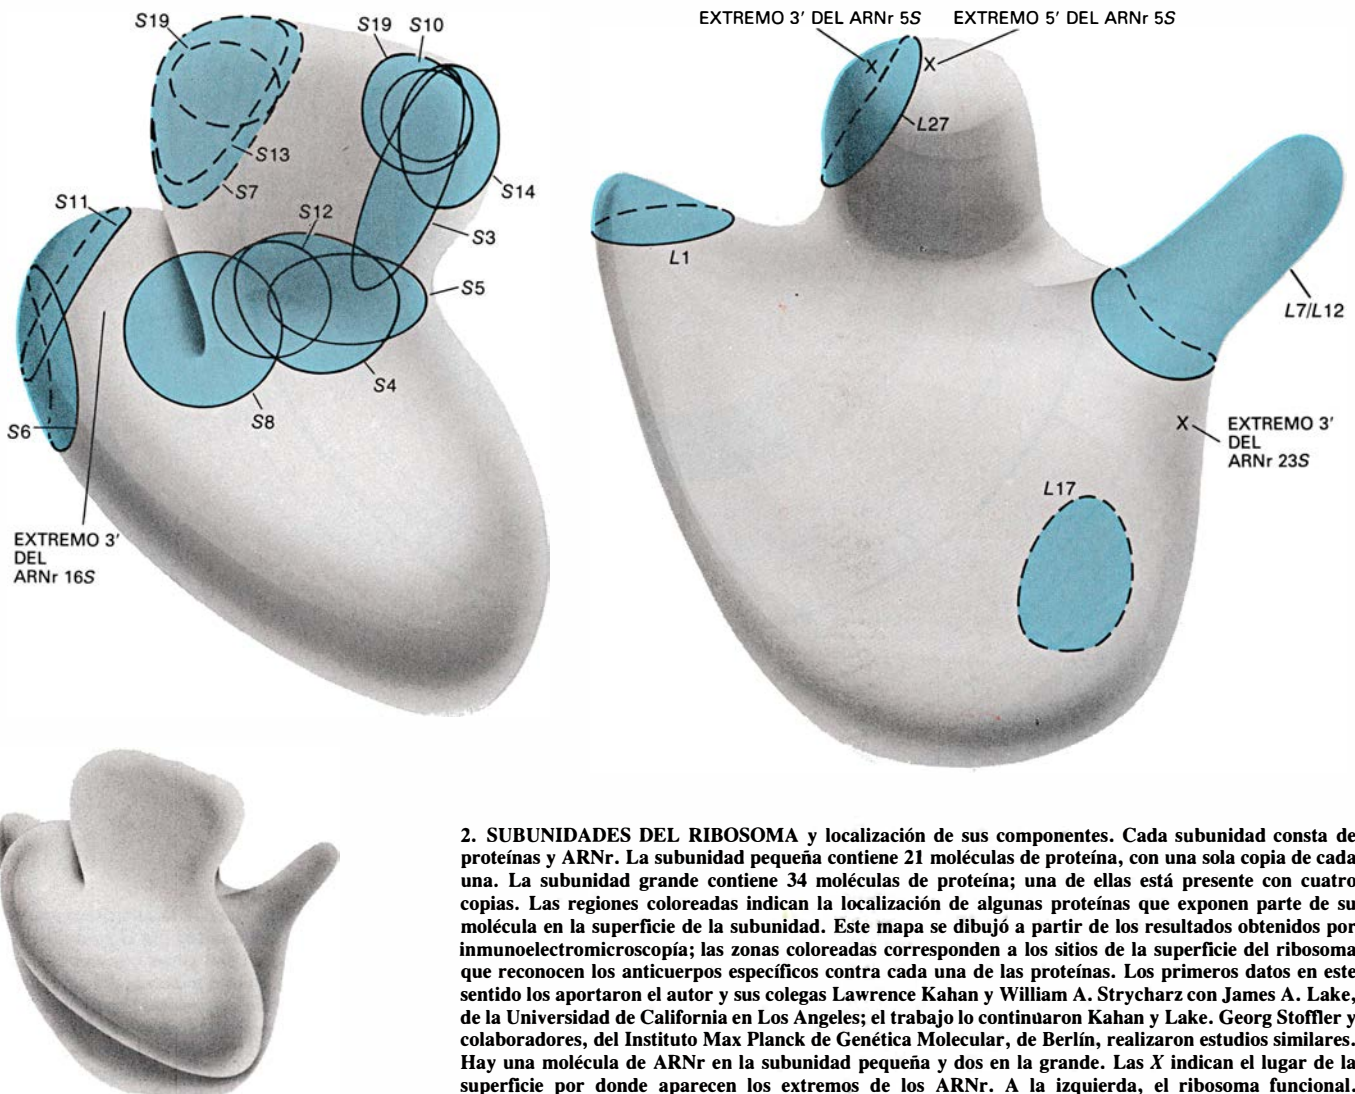 S19
S19
S10
S13
S7
S14
S11
S12
S3
S5
S4
S8
S6
EXTREMO 3'
DEL
ARNr 16S
EXTREMO 3' DEL ARNr 5S
EXTREMO 5' DEL ARNr 5S
X
X
L27
L1
L7/L12
X
EXTREMO 3'
DEL
ARNr 23S
L17
2. SUBUNIDADES DEL RIBOSOMA y localización de sus componentes. Cada subunidad consta de
proteínas y ARNr. La subunidad pequeña contiene 21 moléculas de proteína, con una sola copia de cada
una. La subunidad grande contiene 34 moléculas de proteína; una de ellas está presente con cuatro
copias. Las regiones coloreadas indican la localización de algunas proteínas que exponen parte de su
molécula en la superficie de la subunidad. Este mapa se dibujó a partir de los resultados obtenidos por
inmunoelectromicroscopía; las zonas coloreadas corresponden a los sitios de la superficie del ribosoma
que reconocen los anticuerpos específicos contra cada una de las proteínas. Los primeros datos en este
sentido los aportaron el autor y sus colegas Lawrence Kahan y William A. Strycharz con James A. Lake,
de la Universidad de California en Los Angeles; el trabajo lo continuaron Kahan y Lake. Georg Stoffler y
colaboradores, del Instituto Max Planck de Genética Molecular, de Berlín, realizaron estudios similares.
Hay una molécula de ARNr en la subunidad pequeña y dos en la grande. Las X indican el lugar de la
superficie por donde aparecen los extremos de los ARNr. A la izquierda, el ribosoma funcional.